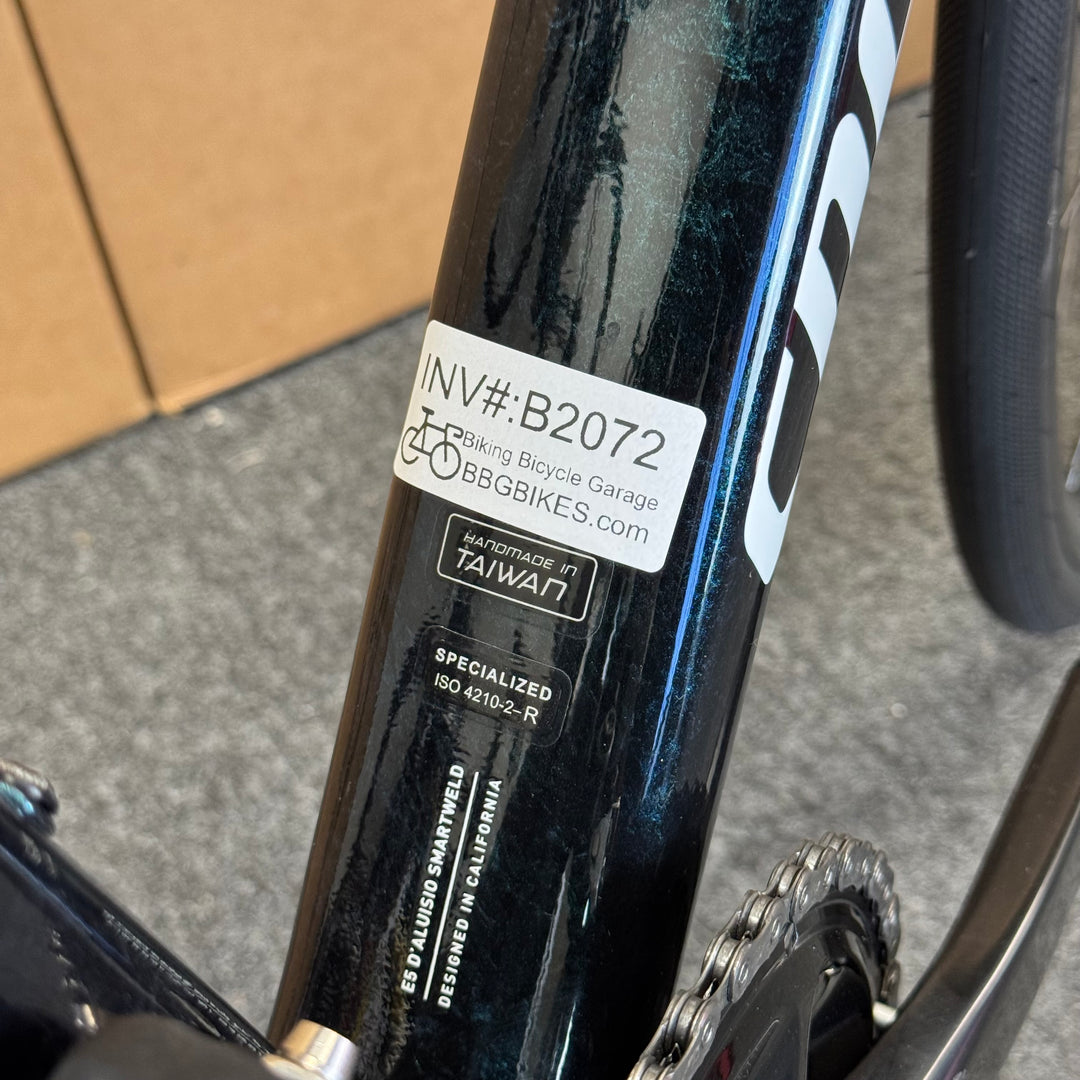 INV#:B2072
Biking Bicycle Garage
BBGBIKES.com
HANDMADE IN
TAIWAN
SPECIALIZED
ISO 4210-2-R
E5 D'ALUISIO SMARTWELD
DESIGNED IN CALIFORNIA